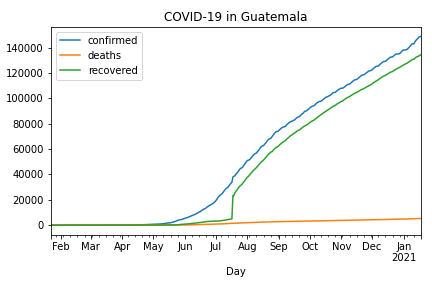 COVID-19 in Guatemala
confirmed
deaths
recovered
140000
120000
100000
80000
60000
40000
20000
0
Feb Mar Apr May Jun Jul Aug Sep Oct Nov Dec Jan
2021
Day